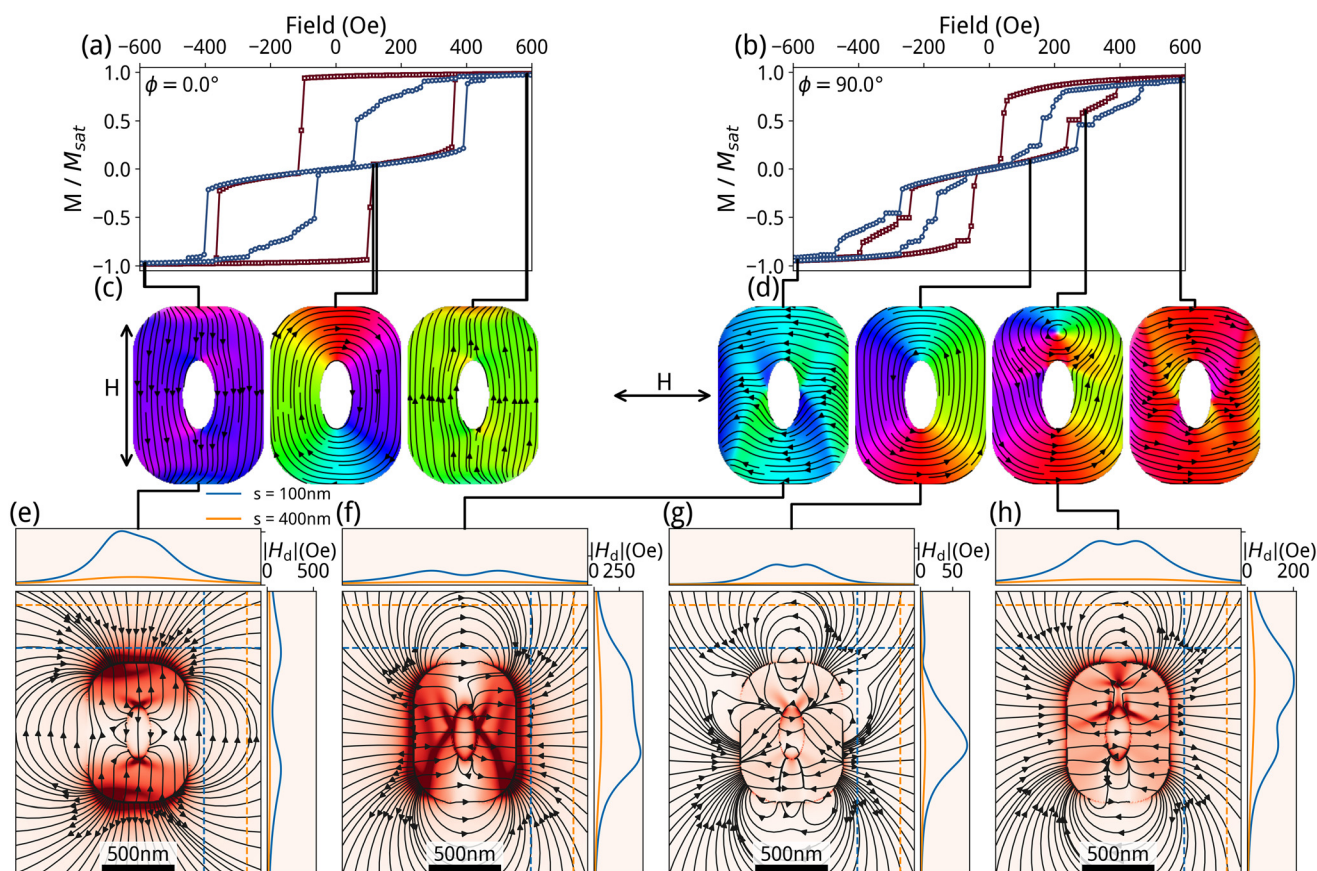 Field (Oe)
(a) −600 −400 −200 0 200 400 600
ϕ = 0.0°
M / M_sat
1.0
0.5
0.0
−0.5
−1.0
Field (Oe)
(b) −600 −400 −200 0 200 400 600
ϕ = 90.0°
M / M_sat
1.0
0.5
0.0
−0.5
−1.0
(c)
H
(d)
H
s = 100nm
s = 400nm
(e)
|H_d|(Oe)
0 500
500nm
(f)
|H_d|(Oe)
0 250
500nm
(g)
|H_d|(Oe)
0 50
500nm
(h)
|H_d|(Oe)
0 200
500nm